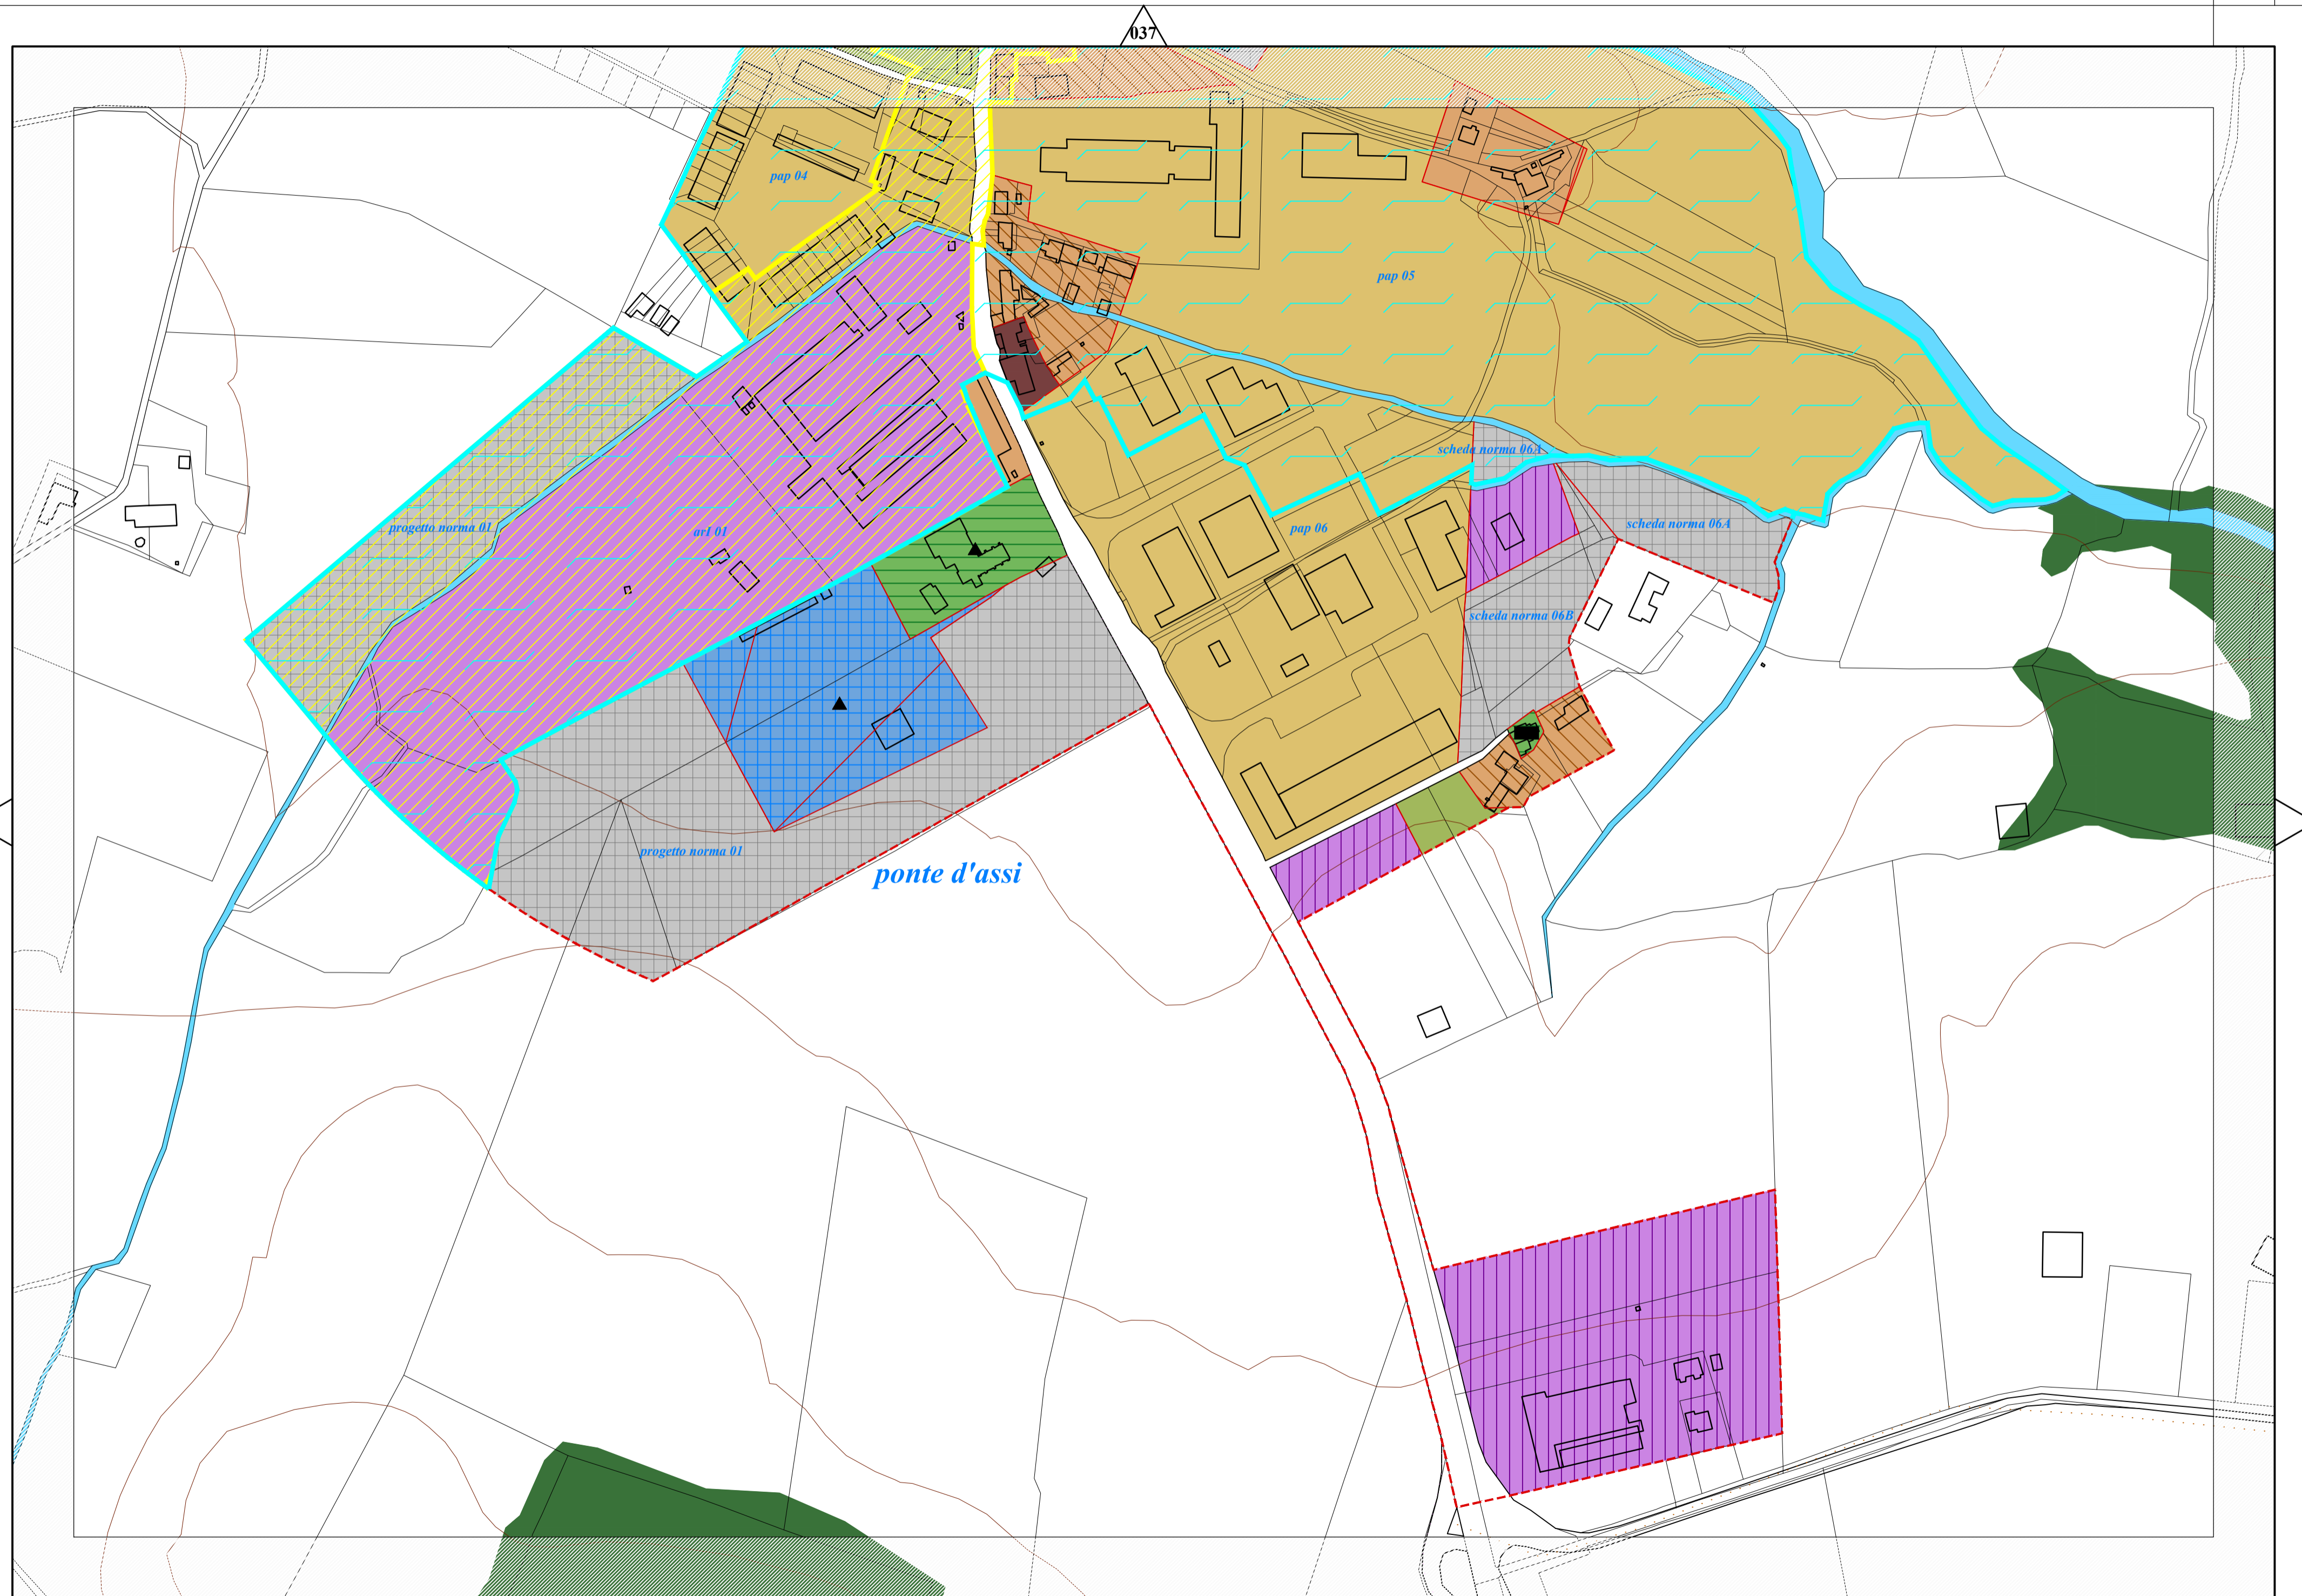 037
pap 04
pap 05
scheda norma 06A
progetto norma 01
arf 01
pap 06
scheda norma 06A
scheda norma 06B
progetto norma 01
ponte d'assi